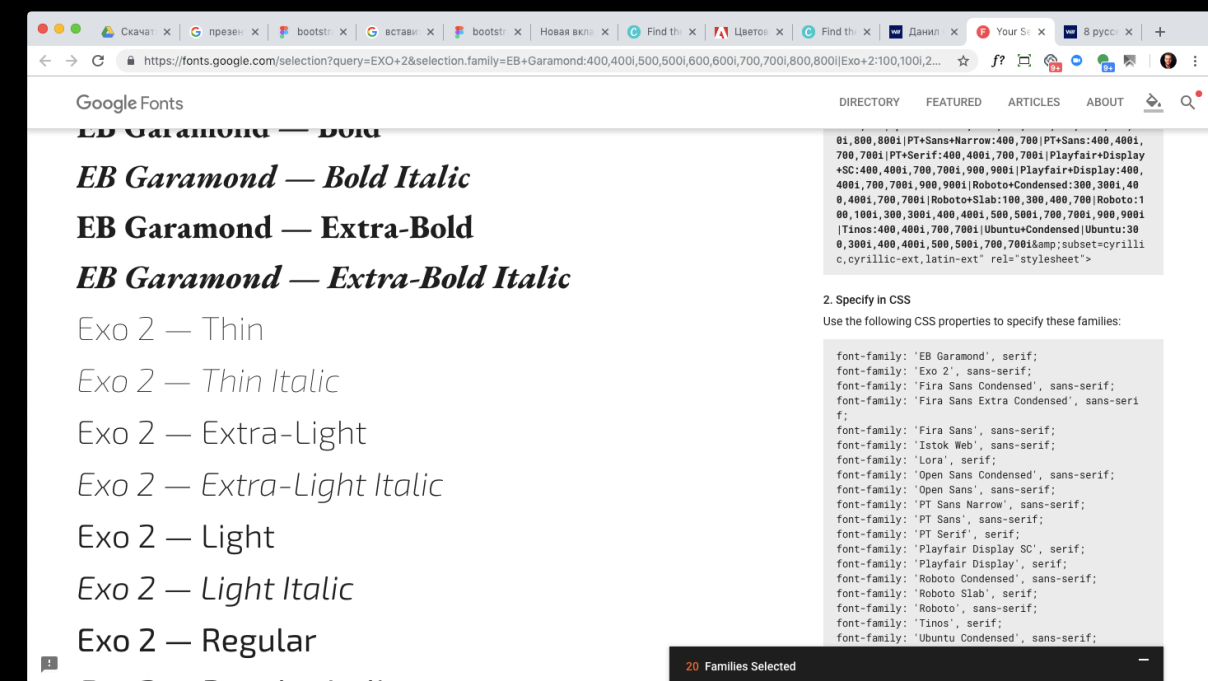 Скачат
презен
bootstr
встави
bootstr
Новая вкла
Find the
Цветов
Find the
Данил
Your Se
8 русс
https://fonts.google.com/selection?query=EXO+2&selection.family=EB+Garamond:400,400i,500,500i,600,600i,700,700i,800,800i|Exo+2:100,100i,2...
f?
9+
9+
Google Fonts
DIRECTORY
FEATURED
ARTICLES
ABOUT
EB Garamond — Bold
EB Garamond — Bold Italic
EB Garamond — Extra-Bold
EB Garamond — Extra-Bold Italic
Exo 2 — Thin
Exo 2 — Thin Italic
Exo 2 — Extra-Light
Exo 2 — Extra-Light Italic
Exo 2 — Light
Exo 2 — Light Italic
Exo 2 — Regular
0i,800,800i|PT+Sans+Narrow:400,700|PT+Sans:400,400i,
700,700i|PT+Serif:400,400i,700,700i|Playfair+Display
+SC:400,400i,700,700i,900,900i|Playfair+Display:400,
400i,700,700i,900,900i|Roboto+Condensed:300,300i,40
0,400i,700,700i|Roboto+Slab:100,300,400,700|Roboto:1
00,100i,300,300i,400,400i,500,500i,700,700i,900,900i
|Tinos:400,400i,700,700i|Ubuntu+Condensed|Ubuntu:30
0,300i,400,400i,500,500i,700,700i&amp;subset=cyrilli
c,cyrillic-ext,latin-ext" rel="stylesheet">
2. Specify in CSS
Use the following CSS properties to specify these families:
font-family: 'EB Garamond', serif;
font-family: 'Exo 2', sans-serif;
font-family: 'Fira Sans Condensed', sans-serif;
font-family: 'Fira Sans Extra Condensed', sans-seri
f;
font-family: 'Fira Sans', sans-serif;
font-family: 'Istok Web', sans-serif;
font-family: 'Lora', serif;
font-family: 'Open Sans Condensed', sans-serif;
font-family: 'Open Sans', sans-serif;
font-family: 'PT Sans Narrow', sans-serif;
font-family: 'PT Sans', sans-serif;
font-family: 'PT Serif', serif;
font-family: 'Playfair Display SC', serif;
font-family: 'Playfair Display', serif;
font-family: 'Roboto Condensed', sans-serif;
font-family: 'Roboto Slab', serif;
font-family: 'Roboto', sans-serif;
font-family: 'Tinos', serif;
font-family: 'Ubuntu Condensed', sans-serif;
20 Families Selected